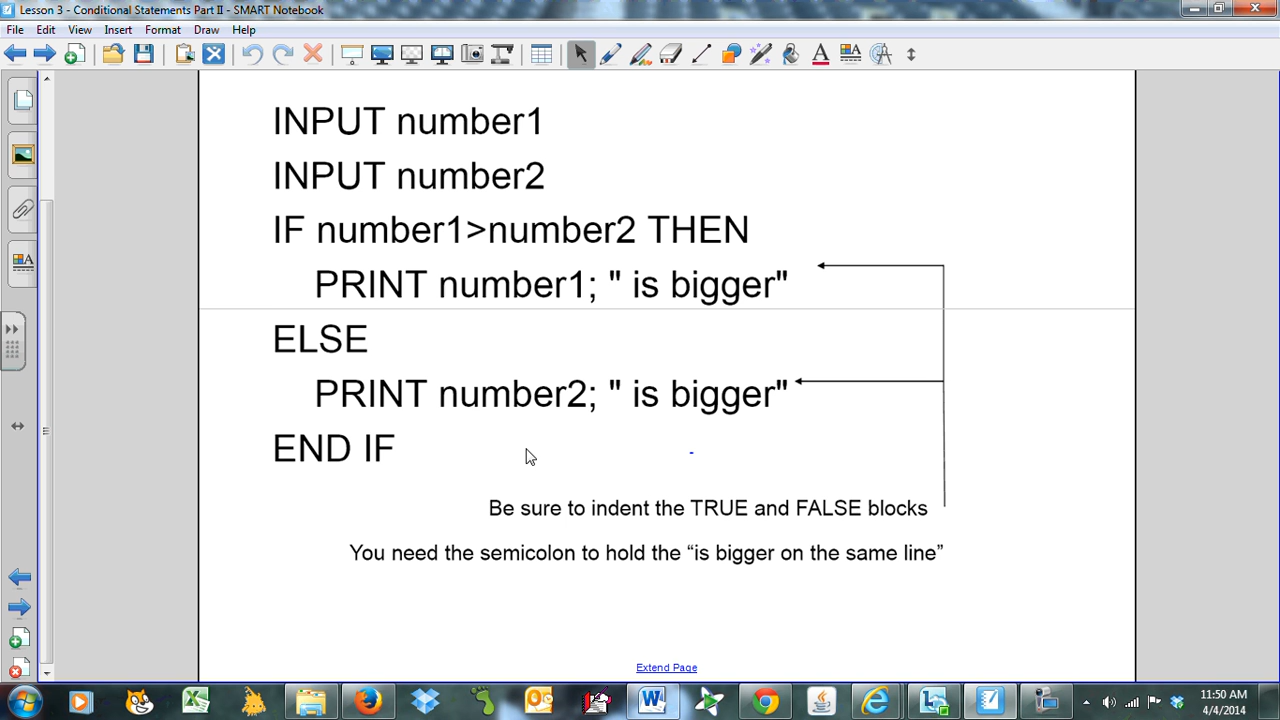 Lesson 3 - Conditional Statements Part II - SMART Notebook
File Edit View Insert Format Draw Help
INPUT number1
INPUT number2
IF number1>number2 THEN
PRINT number1; " is bigger"
ELSE
PRINT number2; " is bigger"
END IF
Be sure to indent the TRUE and FALSE blocks
You need the semicolon to hold the “is bigger on the same line”
Extend Page
11:50 AM
4/4/2014